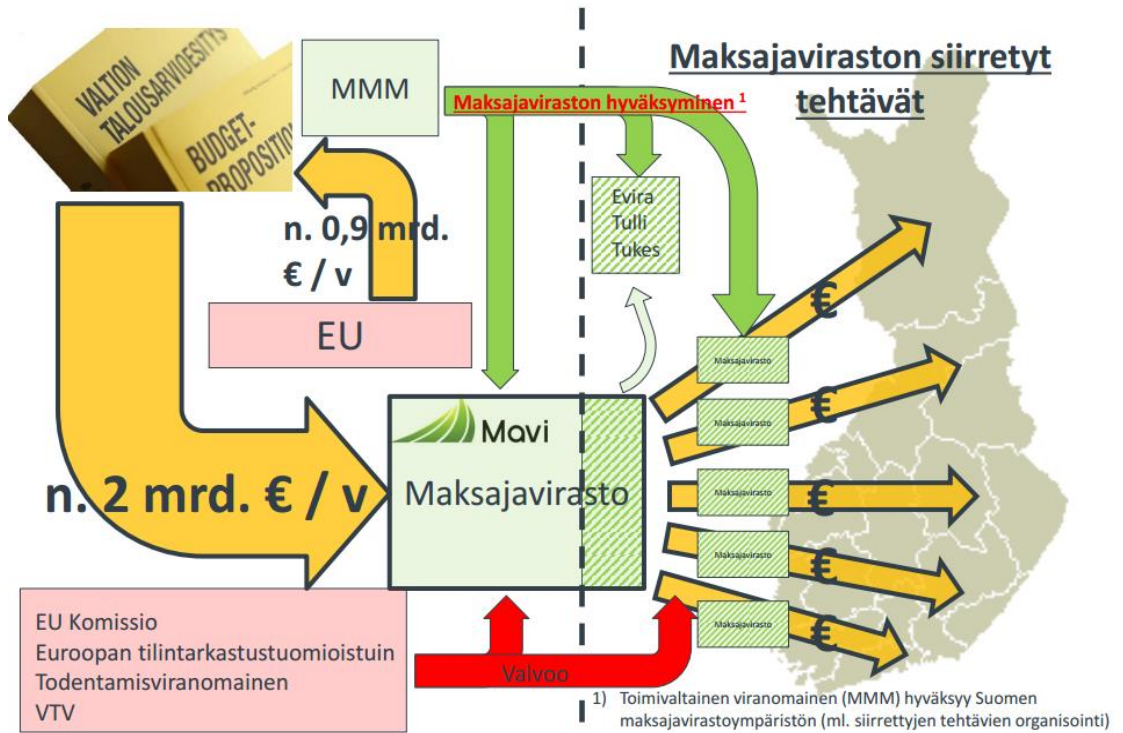 VALTION
TALOUSARVIOESITYS
BUDGET-
PROPOSITION
MMM
Maksajaviraston hyväksyminen 1
Maksajaviraston siirretyt
tehtävät
Evira
Tulli
Tukes
n. 0,9 mrd.
€ / v
EU
n. 2 mrd. € / v
Mavi
Maksajavirasto
Maksajavirasto
€
Maksajavirasto
€
Maksajavirasto
€
Maksajavirasto
€
Maksajavirasto
€
EU Komissio
Euroopan tilintarkastustuomioistuin
Todentamisviranomainen
VTV
Valvoo
1) Toimivaltainen viranomainen (MMM) hyväksyy Suomen
maksajavirastoympäristön (ml. siirrettyjen tehtävien organisointi)